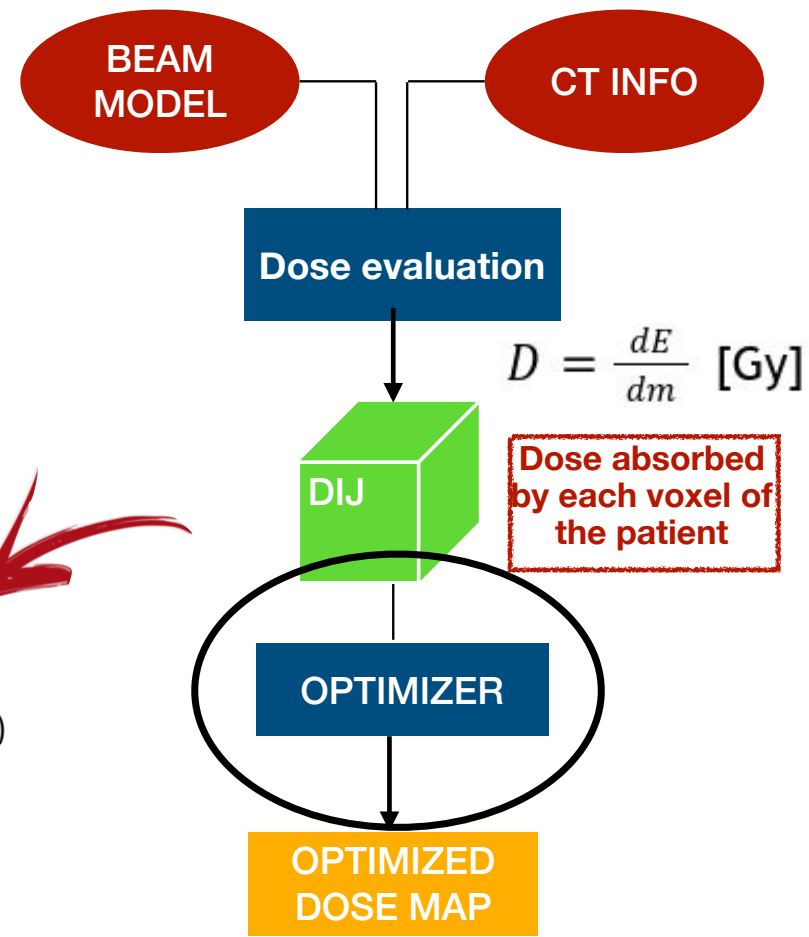 BEAM
MODEL
CT INFO
Dose evaluation
D = dE/dm [Gy]
DIJ
Dose absorbed
by each voxel of
the patient
OPTIMIZER
)
OPTIMIZED
DOSE MAP